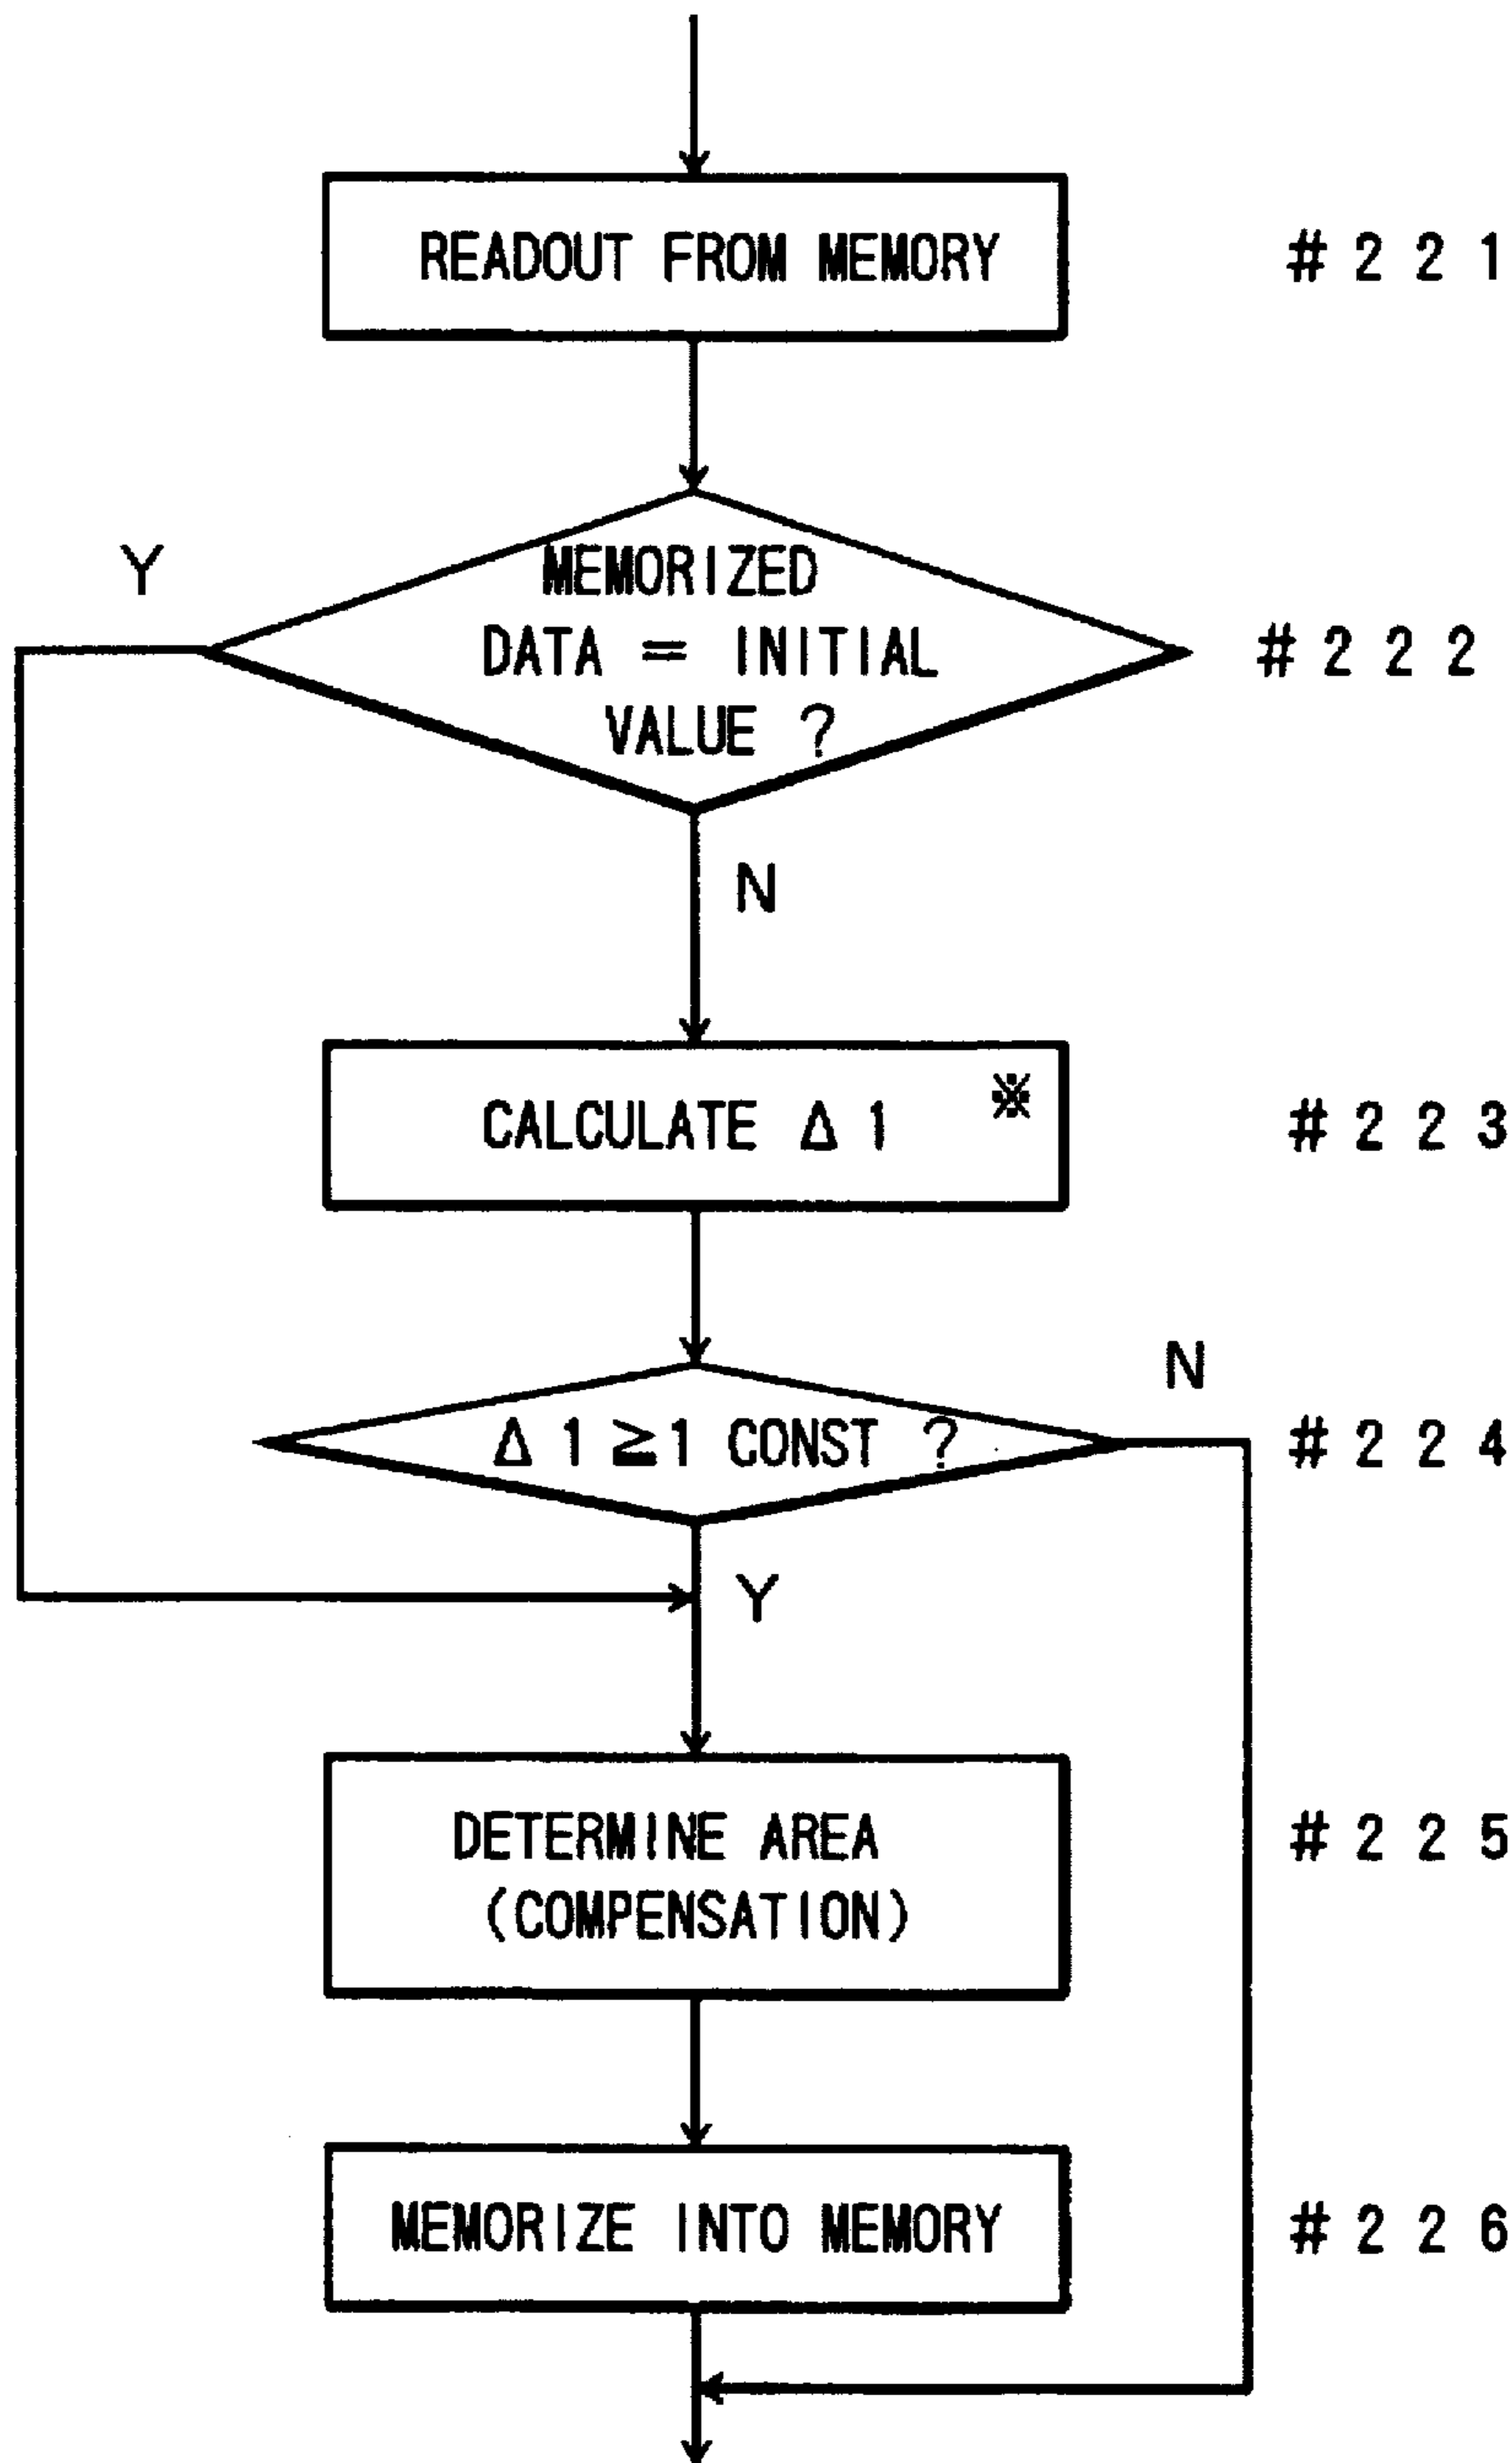 READOUT FROM MEMORY
#221
Y
MEMORIZED
DATA = INITIAL
VALUE ?
#222
N
CALCULATE Δ1 ※
#223
N
Δ1≧1 CONST ?
#224
Y
DETERMINE AREA
(COMPENSATION)
#225
MEMORIZE INTO MEMORY
#226